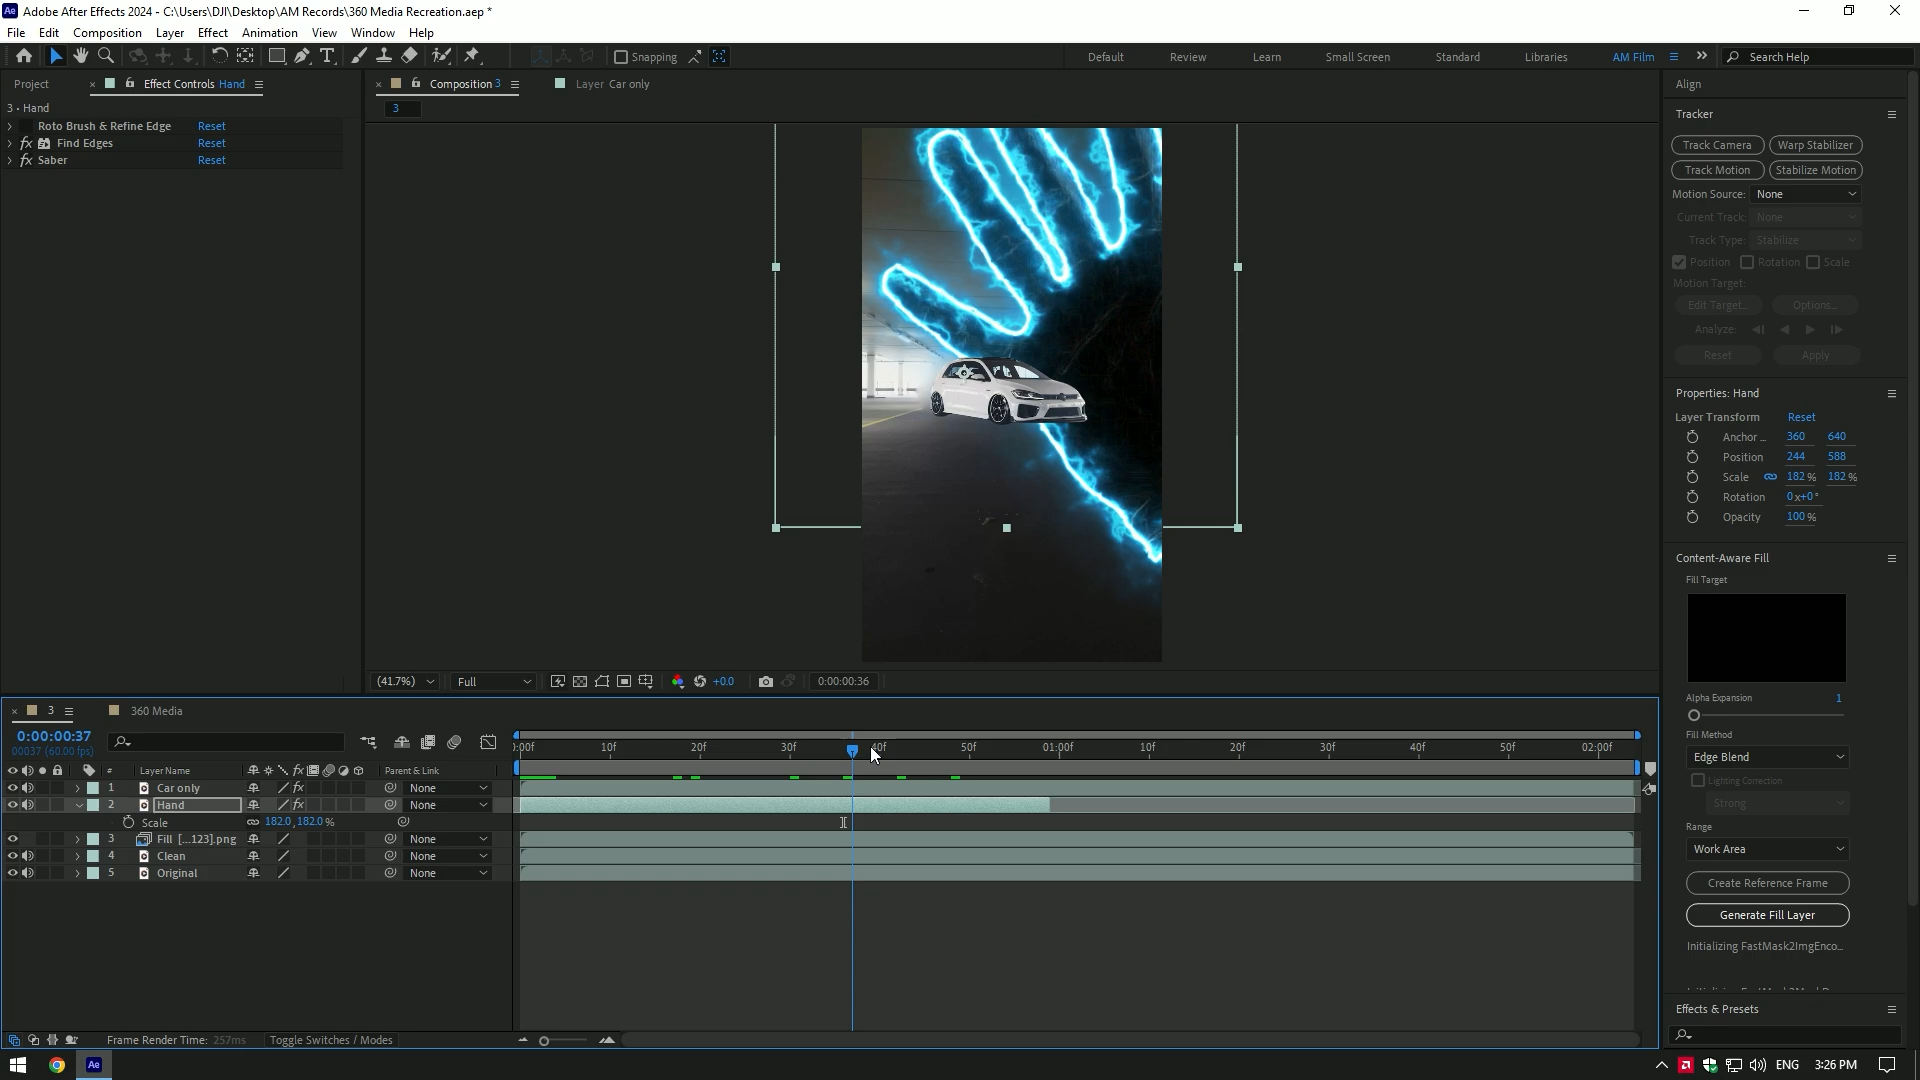 Adobe After Effects 2024 - C:\Users\DJI\Desktop\AM Records\360 Media Recreation.aep *
File Edit Composition Layer Effect Animation View Window Help
Snapping
Default Review Learn Small Screen Standard Libraries AM Film
Search Help
Project
Effect Controls Hand
Composition 3
Layer Car only
Align
3 • Hand
3
Roto Brush & Refine Edge Reset
Find Edges Reset
Saber Reset
Tracker
Track Camera Warp Stabilizer
Track Motion Stabilize Motion
Motion Source: None
Current Track: None
Track Type: Stabilize
Position Rotation Scale
Motion Target:
Edit Target... Options...
Analyze:
Reset Apply
Properties: Hand
Layer Transform Reset
Anchor ... 360 640
Position 244 588
Scale 182 % 182 %
Rotation 0x+0°
Opacity 100 %
Content-Aware Fill
Fill Target
Alpha Expansion 1
Fill Method
Edge Blend
Lighting Correction
Strong
Range
Work Area
Create Reference Frame
Generate Fill Layer
Initializing FastMask2ImgEnco...
Effects & Presets
(41.7%) Full +0.0 0:00:00:36
3 360 Media
0:00:00:37
00037 (60.00 fps)
:00f 10f 20f 30f 40f 50f 01:00f 10f 20f 30f 40f 50f 02:00f
# Layer Name Parent & Link
1 Car only fx None
2 Hand fx None
Scale 182.0, 182.0 %
3 Fill [...123].png None
4 Clean None
5 Original None
Frame Render Time: 257ms Toggle Switches / Modes
ENG 3:26 PM